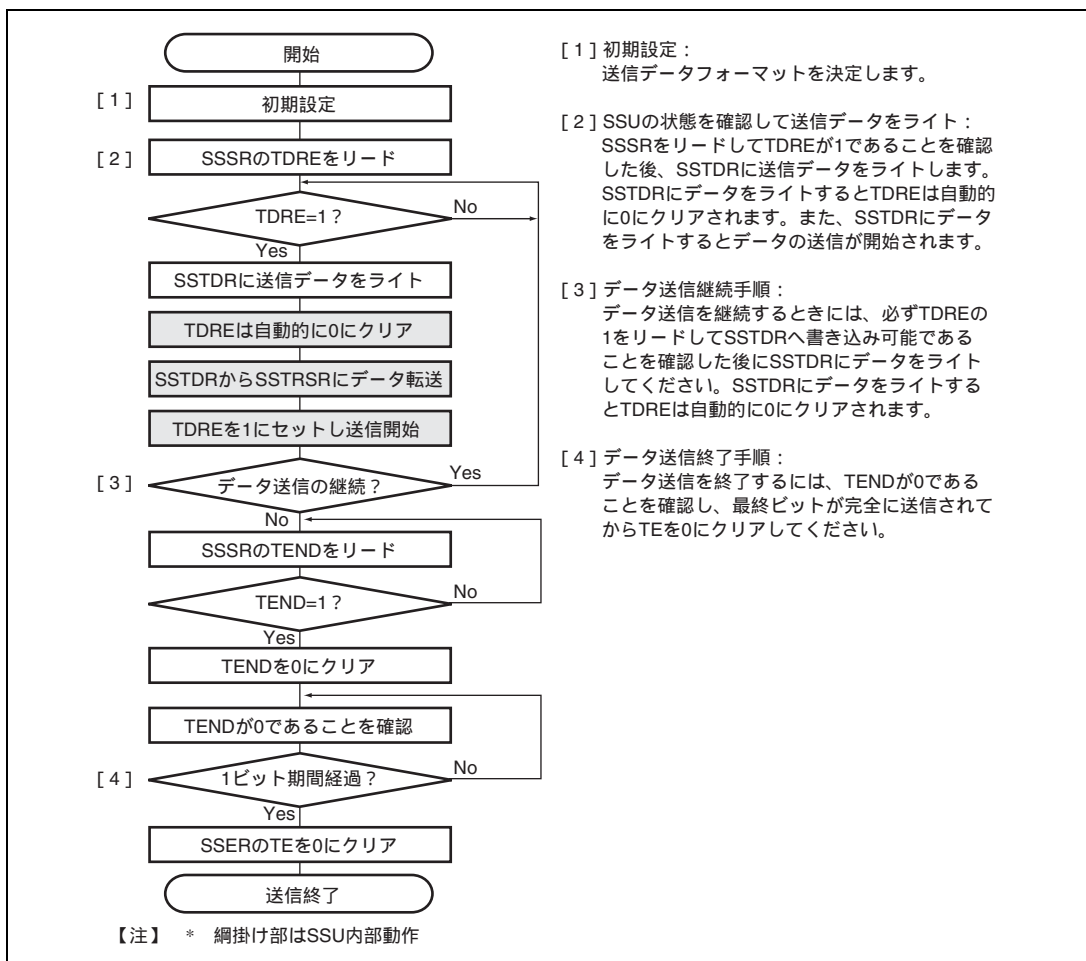 開始
[1] 初期設定
[2] SSSRのTDREをリード
TDRE=1？
No
Yes
SSTDRに送信データをライト
TDREは自動的に0にクリア
SSTDRからSSTRSRにデータ転送
TDREを1にセットし送信開始
[3] データ送信の継続？
Yes
No
SSSRのTENDをリード
TEND=1？
No
Yes
TENDを0にクリア
TENDが0であることを確認
[4] 1ビット期間経過？
No
Yes
SSERのTEを0にクリア
送信終了
【注】 * 綱掛け部はSSU内部動作
[1] 初期設定：
送信データフォーマットを決定します。
[2] SSUの状態を確認して送信データをライト：
SSSRをリードしてTDREが1であることを確認
した後、SSTDRに送信データをライトします。
SSTDRにデータをライトするとTDREは自動的
に0にクリアされます。また、SSTDRにデータ
をライトするとデータの送信が開始されます。
[3] データ送信継続手順：
データ送信を継続するときには、必ずTDREの
1をリードしてSSTDRへ書き込み可能である
ことを確認した後にSSTDRにデータをライト
してください。SSTDRにデータをライトする
とTDREは自動的に0にクリアされます。
[4] データ送信終了手順：
データ送信を終了するには、TENDが0である
ことを確認し、最終ビットが完全に送信されて
からTEを0にクリアしてください。